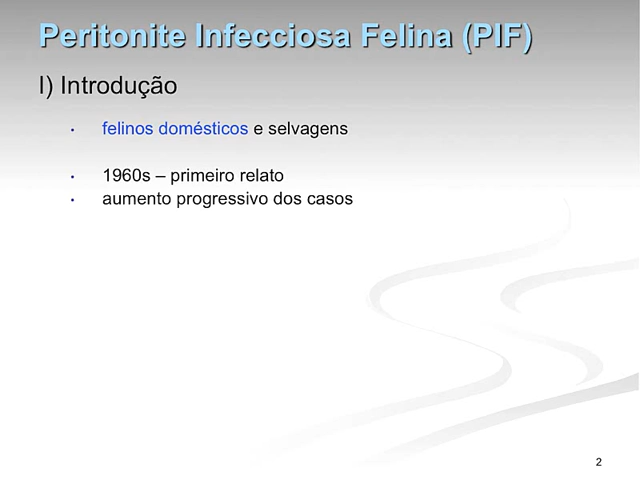 Peritonite Infecciosa Felina (PIF)
I) Introdução
• felinos domésticos e selvagens
• 1960s – primeiro relato
• aumento progressivo dos casos
2